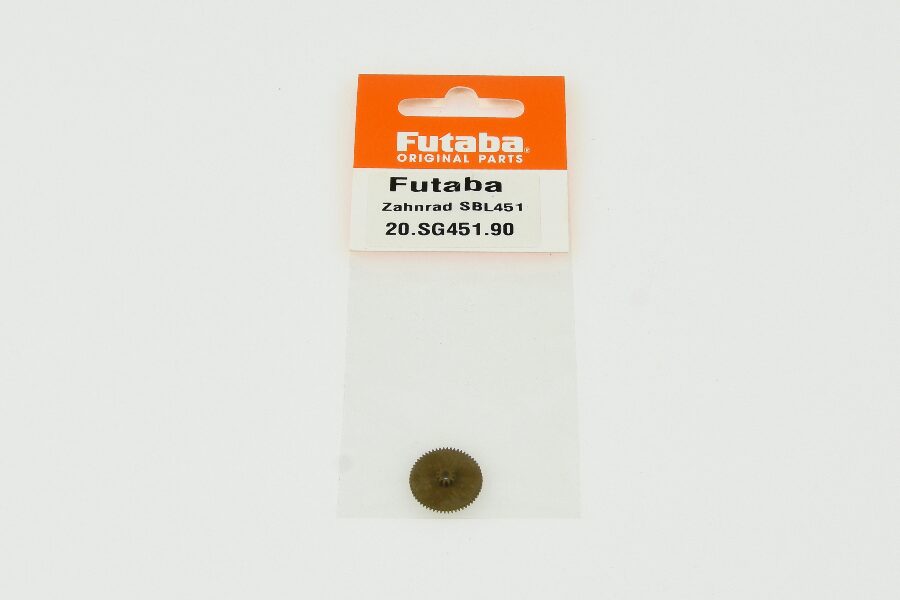 Futaba®
ORIGINAL PARTS
Futaba
Zahnrad SBL451
20.SG451.90